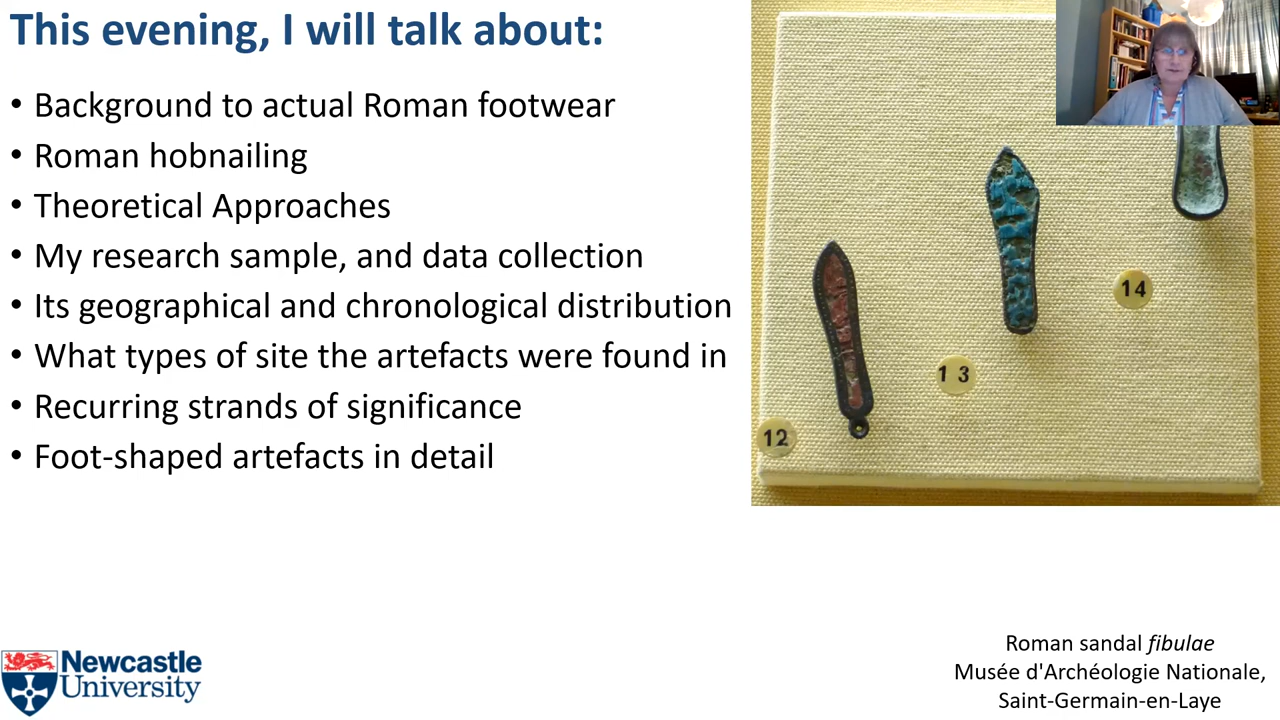 This evening, I will talk about:
• Background to actual Roman footwear
• Roman hobnailing
• Theoretical Approaches
• My research sample, and data collection
• Its geographical and chronological distribution
• What types of site the artefacts were found in
• Recurring strands of significance
• Foot-shaped artefacts in detail
14
13
12
Newcastle
University
Roman sandal fibulae
Musée d'Archéologie Nationale,
Saint-Germain-en-Laye